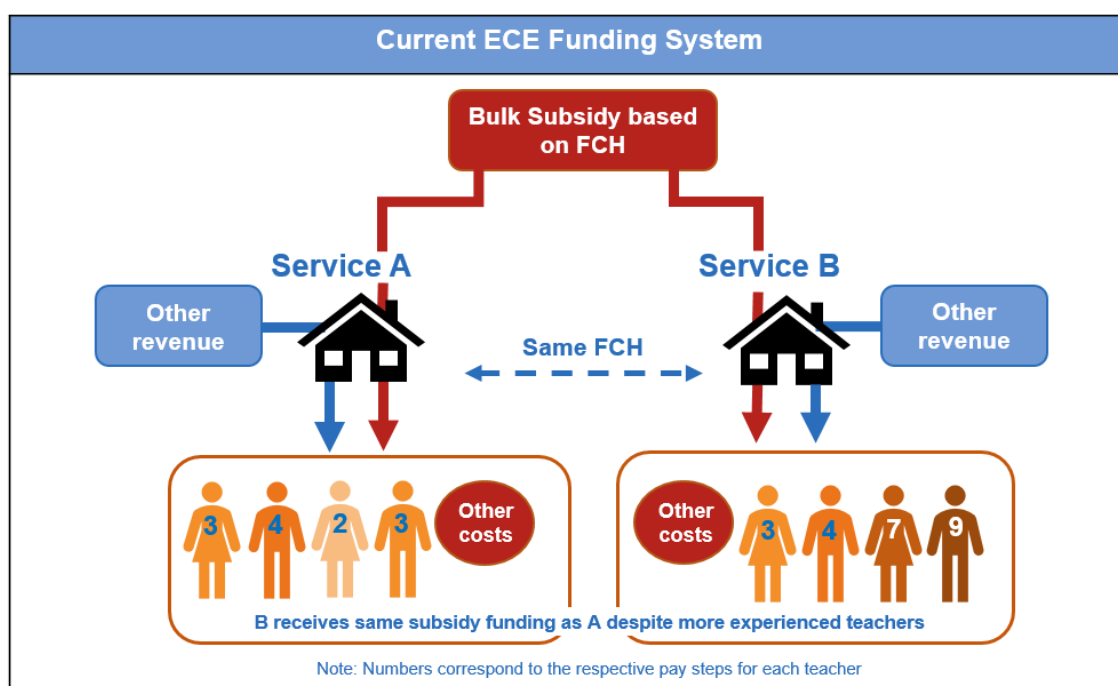 Current ECE Funding System
Bulk Subsidy based
on FCH
Service A
Service B
Other
revenue
Other
revenue
Same FCH
3 4 2 3
Other
costs
Other
costs
3 4 7 9
B receives same subsidy funding as A despite more experienced teachers
Note: Numbers correspond to the respective pay steps for each teacher